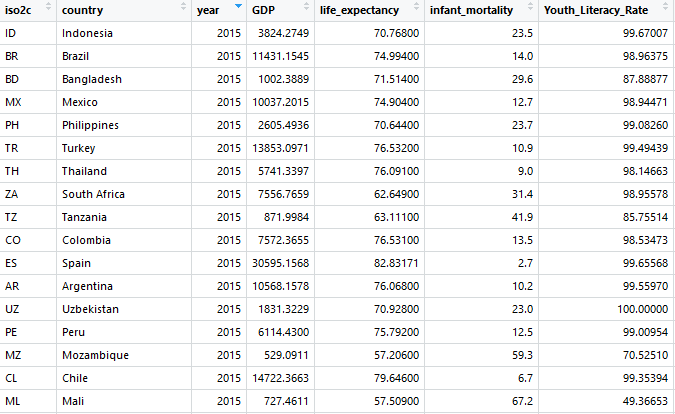 iso2c country year GDP life_expectancy infant_mortality Youth_Literacy_Rate
ID Indonesia 2015 3824.2749 70.76800 23.5 99.67007
BR Brazil 2015 11431.1545 74.99400 14.0 98.96375
BD Bangladesh 2015 1002.3889 71.51400 29.6 87.88877
MX Mexico 2015 10037.2015 74.90400 12.7 98.94471
PH Philippines 2015 2605.4936 70.64400 23.7 99.08260
TR Turkey 2015 13853.0971 76.53200 10.9 99.49439
TH Thailand 2015 5741.3397 76.09100 9.0 98.14663
ZA South Africa 2015 7556.7659 62.64900 31.4 98.95578
TZ Tanzania 2015 871.9984 63.11100 41.9 85.75514
CO Colombia 2015 7572.3655 76.53100 13.5 98.53473
ES Spain 2015 30595.1568 82.83171 2.7 99.65568
AR Argentina 2015 10568.1578 76.06800 10.2 99.55970
UZ Uzbekistan 2015 1831.3229 70.92800 23.0 100.00000
PE Peru 2015 6114.4300 75.79200 12.5 99.00954
MZ Mozambique 2015 529.0911 57.20600 59.3 70.52510
CL Chile 2015 14722.3663 79.64600 6.7 99.35394
ML Mali 2015 727.4611 57.50900 67.2 49.36653